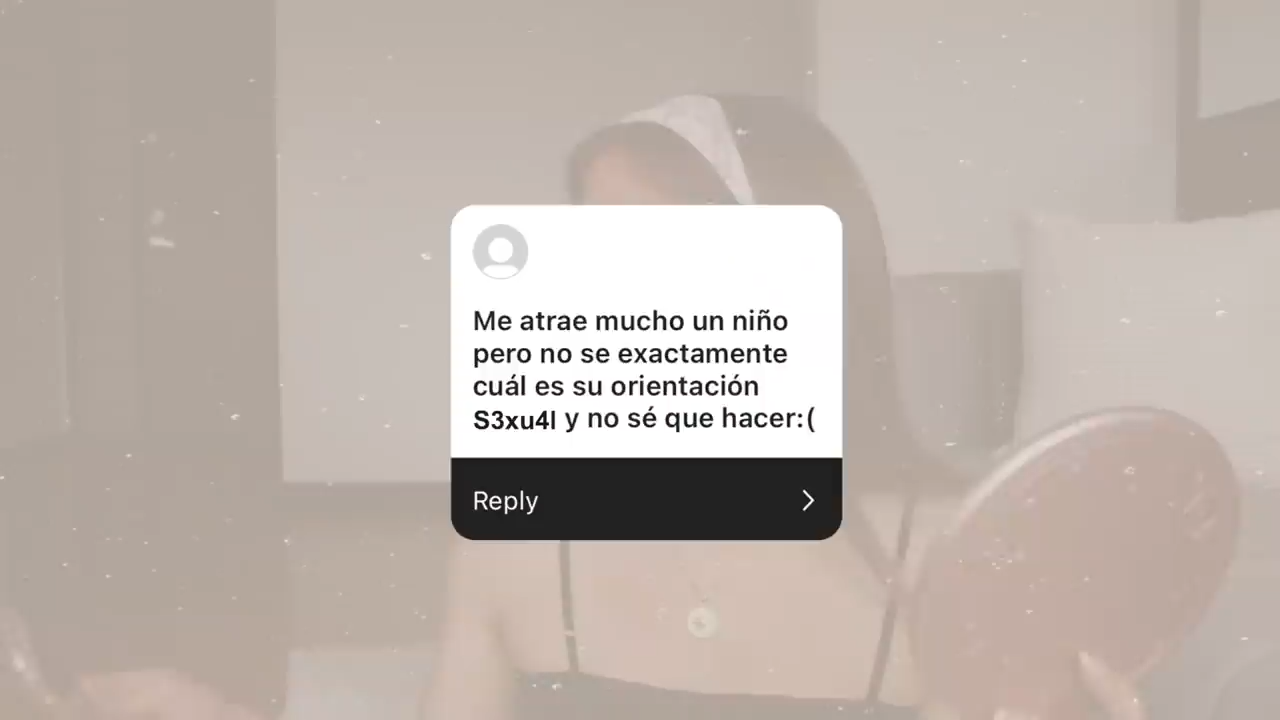 Me atrae mucho un niño
pero no se exactamente
cuál es su orientación
S3xu4l y no sé que hacer:(
Reply